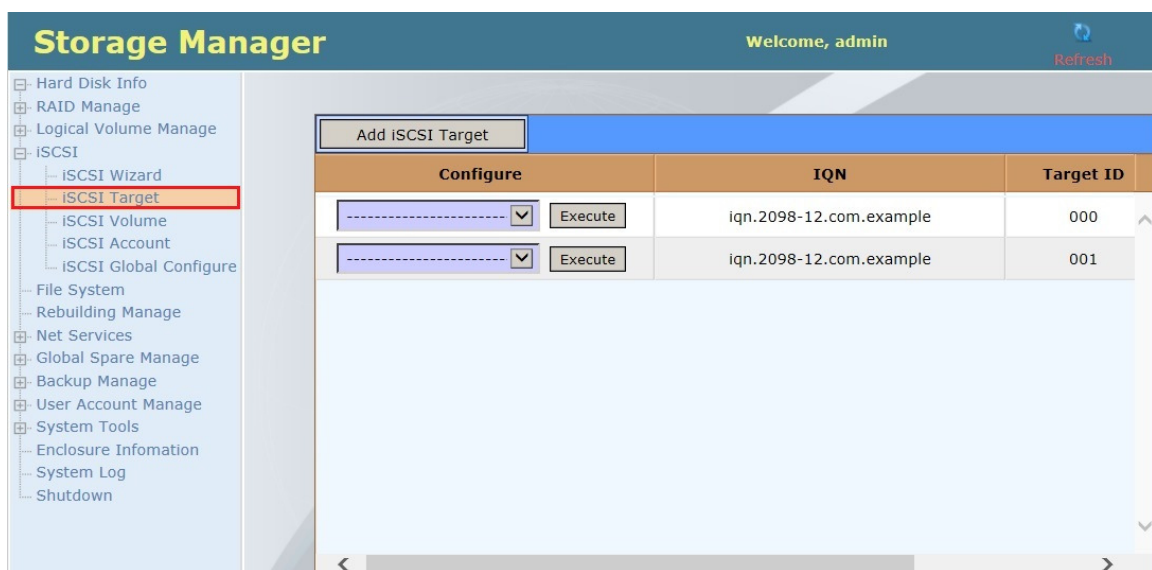 Storage Manager
Welcome, admin
Refresh
Hard Disk Info
RAID Manage
Logical Volume Manage
iSCSI
iSCSI Wizard
iSCSI Target
iSCSI Volume
iSCSI Account
iSCSI Global Configure
File System
Rebuilding Manage
Net Services
Global Spare Manage
Backup Manage
User Account Manage
System Tools
Enclosure Infomation
System Log
Shutdown
Add iSCSI Target
Configure IQN Target ID
----------------------- Execute iqn.2098-12.com.example 000
----------------------- Execute iqn.2098-12.com.example 001